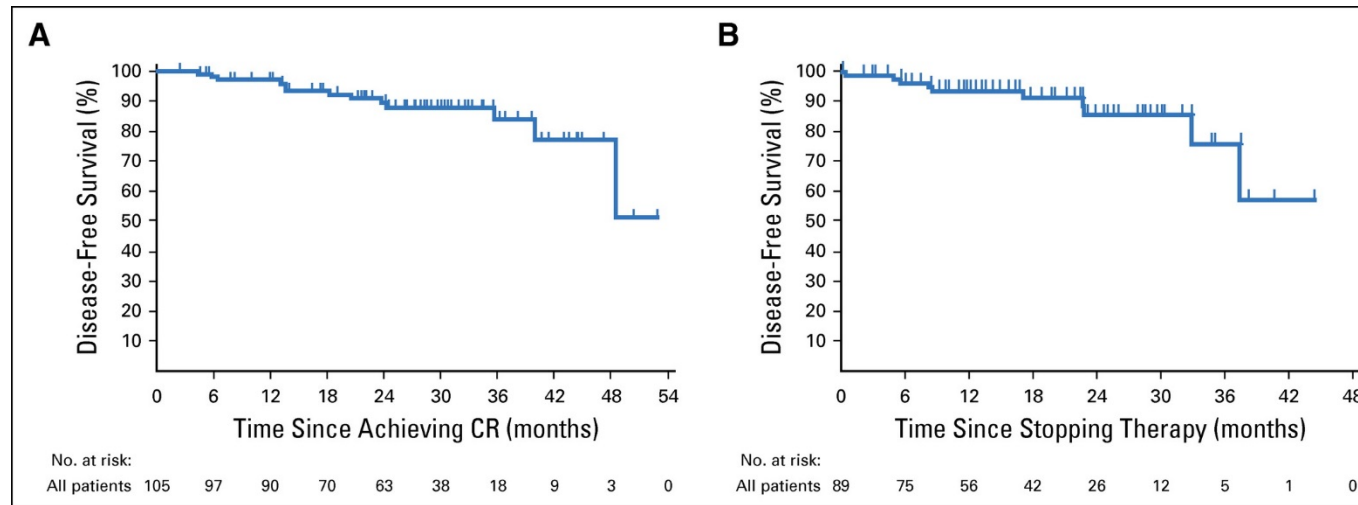 A
Disease-Free Survival (%)
100
90
80
70
60
50
40
30
20
10
0 6 12 18 24 30 36 42 48 54
Time Since Achieving CR (months)
No. at risk:
All patients 105 97 90 70 63 38 18 9 3 0
B
Disease-Free Survival (%)
100
90
80
70
60
50
40
30
20
10
0 6 12 18 24 30 36 42 48
Time Since Stopping Therapy (months)
No. at risk:
All patients 89 75 56 42 26 12 5 1 0